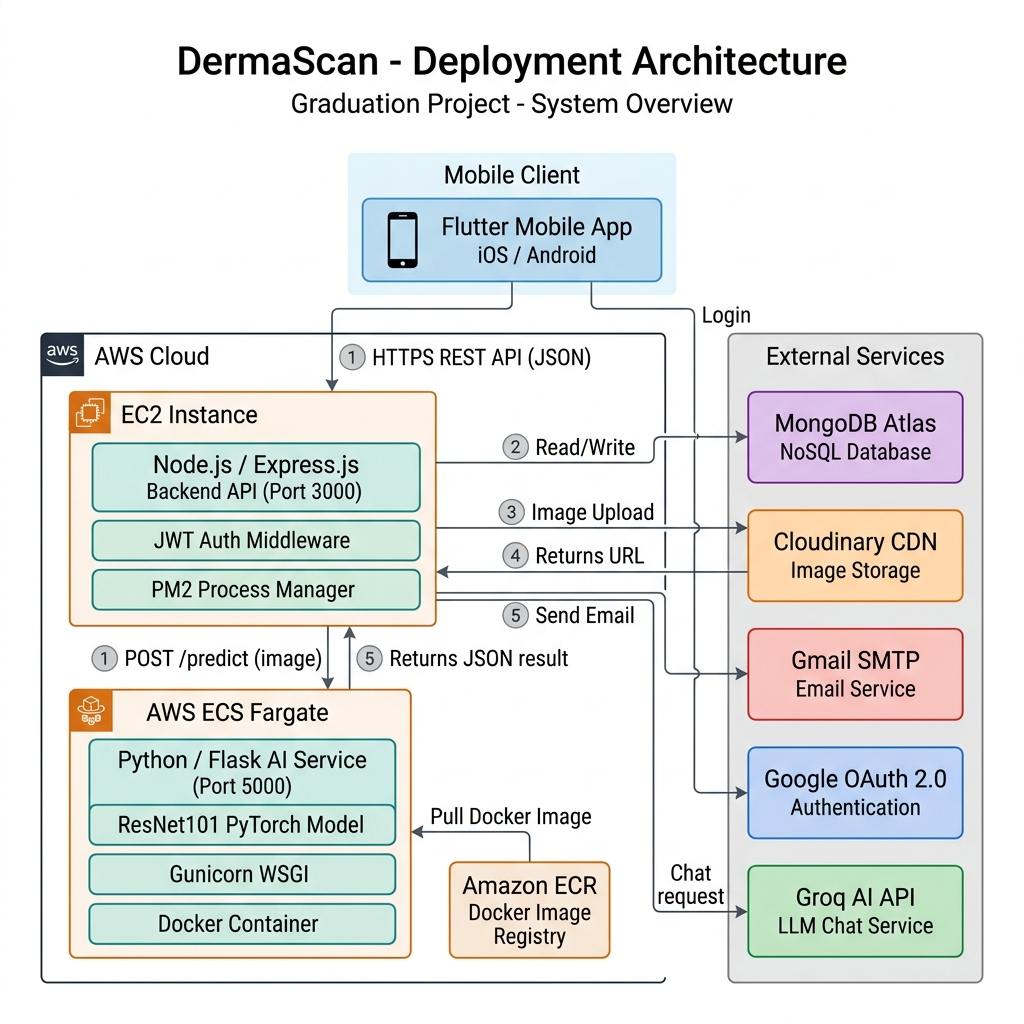 DermaScan - Deployment Architecture
Graduation Project - System Overview
Mobile Client
Flutter Mobile App
iOS / Android
Login
aws
AWS Cloud
1 HTTPS REST API (JSON)
External Services
EC2 Instance
Node.js / Express.js
Backend API (Port 3000)
JWT Auth Middleware
PM2 Process Manager
2 Read/Write
3 Image Upload
4 Returns URL
5 Send Email
MongoDB Atlas
NoSQL Database
Cloudinary CDN
Image Storage
Gmail SMTP
Email Service
Google OAuth 2.0
Authentication
Groq AI API
LLM Chat Service
1 POST /predict (image)
5 Returns JSON result
AWS ECS Fargate
Python / Flask AI Service
(Port 5000)
ResNet101 PyTorch Model
Gunicorn WSGI
Docker Container
Pull Docker Image
Amazon ECR
Docker Image
Registry
Chat
request